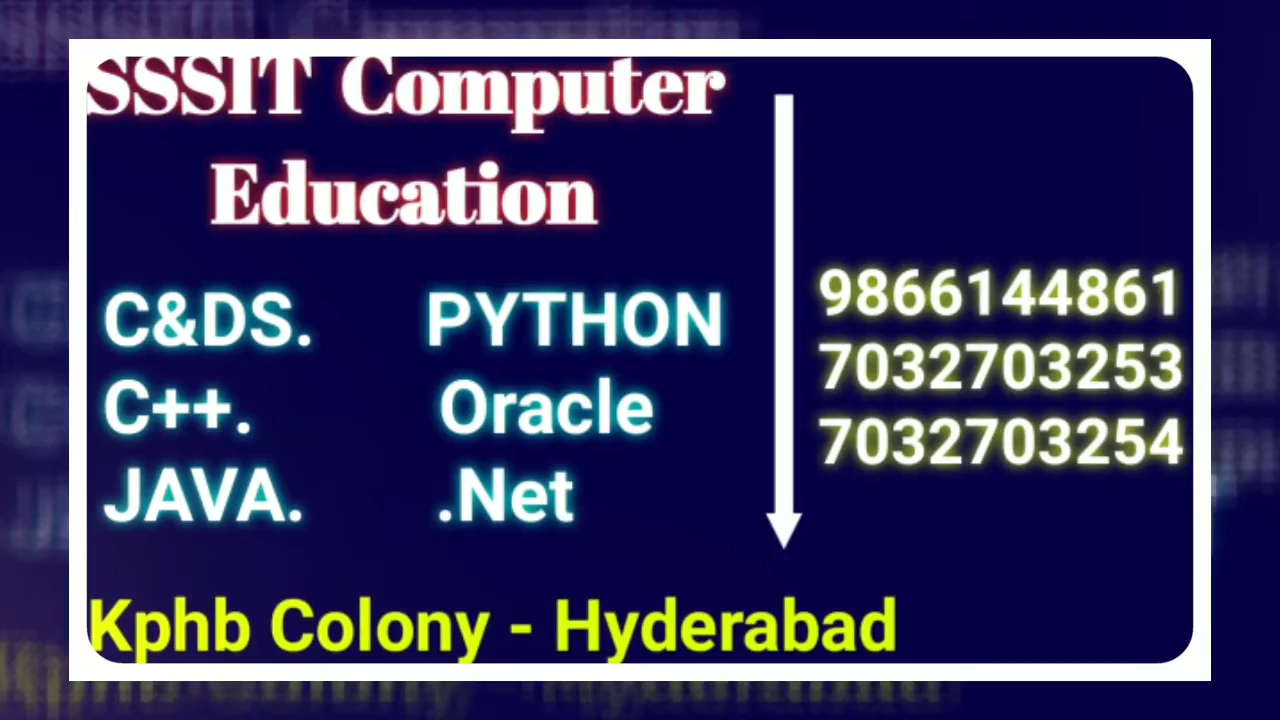 SSSIT Computer
Education
C&DS. PYTHON
C++. Oracle
JAVA. .Net
9866144861
7032703253
7032703254
Kphb Colony - Hyderabad